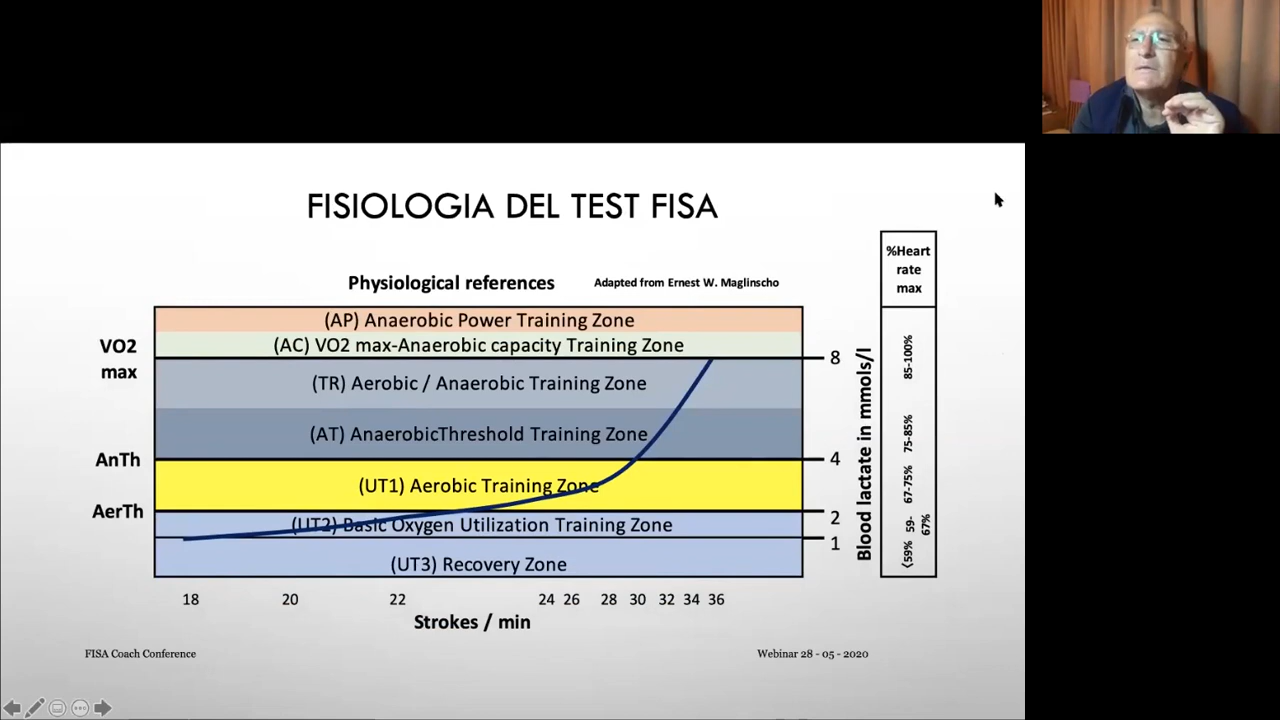 FISIOLOGIA DEL TEST FISA
Physiological references
Adapted from Ernest W. Maglinscho
%Heart
rate
max
(AP) Anaerobic Power Training Zone
VO2
max
(AC) VO2 max-Anaerobic capacity Training Zone
8
(TR) Aerobic / Anaerobic Training Zone
85-100%
(AT) AnaerobicThreshold Training Zone
75-85%
AnTh
4
(UT1) Aerobic Training Zone
67-75%
AerTh
2
(UT2) Basic Oxygen Utilization Training Zone
59-
67%
1
(UT3) Recovery Zone
<59%
Blood lactate in mmols/l
18 20 22 24 26 28 30 32 34 36
Strokes / min
FISA Coach Conference
Webinar 28 - 05 - 2020